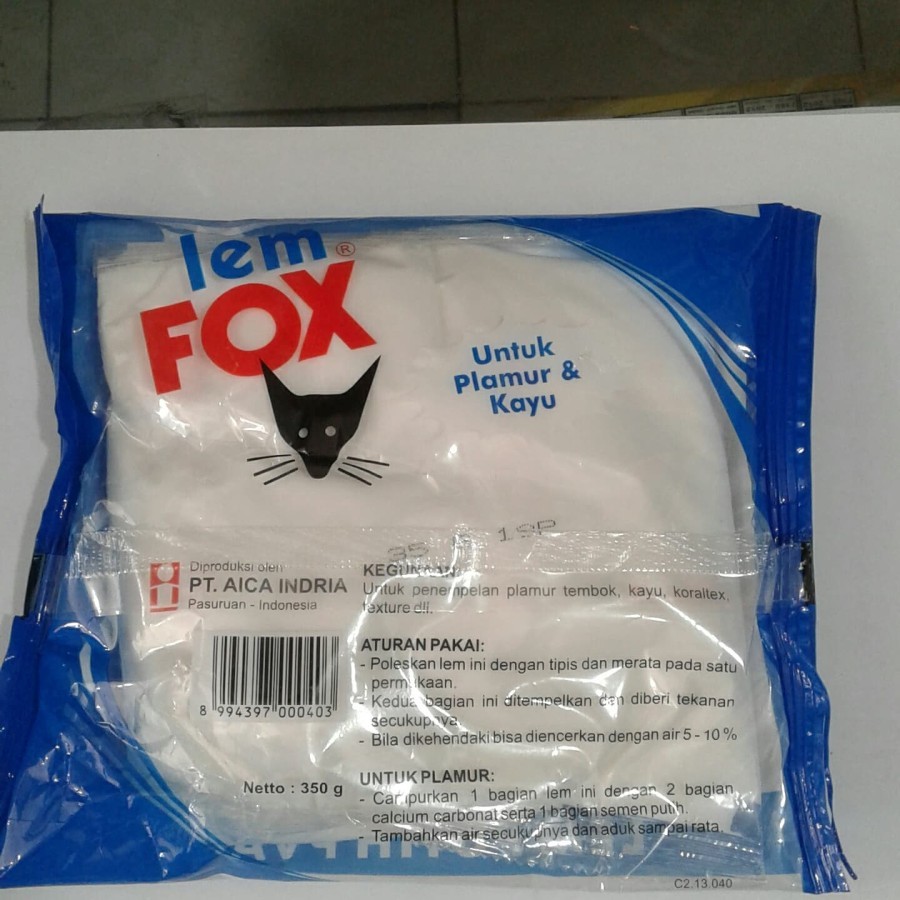 lem ®
FOX
Untuk
Plamur &
Kayu
35 1SP
Diproduksi oleh
PT. AICA INDRIA
Pasuruan - Indonesia
8 994397 000403
Netto : 350 g
KEGUNAAN:
Untuk penempelan plamur tembok, kayu, koraltex,
texture dll.
ATURAN PAKAI:
- Poleskan lem ini dengan tipis dan merata pada satu
permukaan.
- Kedua bagian ini ditempelkan dan diberi tekanan
secukupnya.
- Bila dikehendaki bisa diencerkan dengan air 5 - 10 %
UNTUK PLAMUR:
- Campurkan 1 bagian lem ini dengan 2 bagian
calcium carbonat serta 1 bagian semen putih.
- Tambahkan air secukupnya dan aduk sampai rata.
C2.13.040